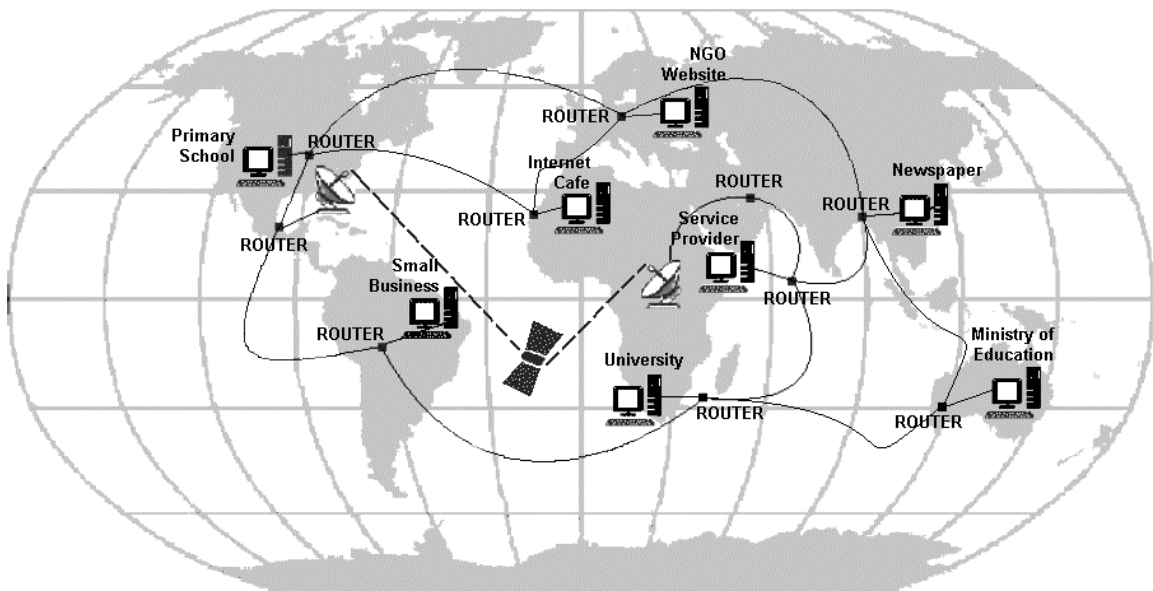 NGO
Website
ROUTER
Primary
School
ROUTER
Internet
Cafe
ROUTER
Newspaper
ROUTER
ROUTER
Service
Provider
ROUTER
ROUTER
Small
Business
ROUTER
University
ROUTER
Ministry of
Education
ROUTER